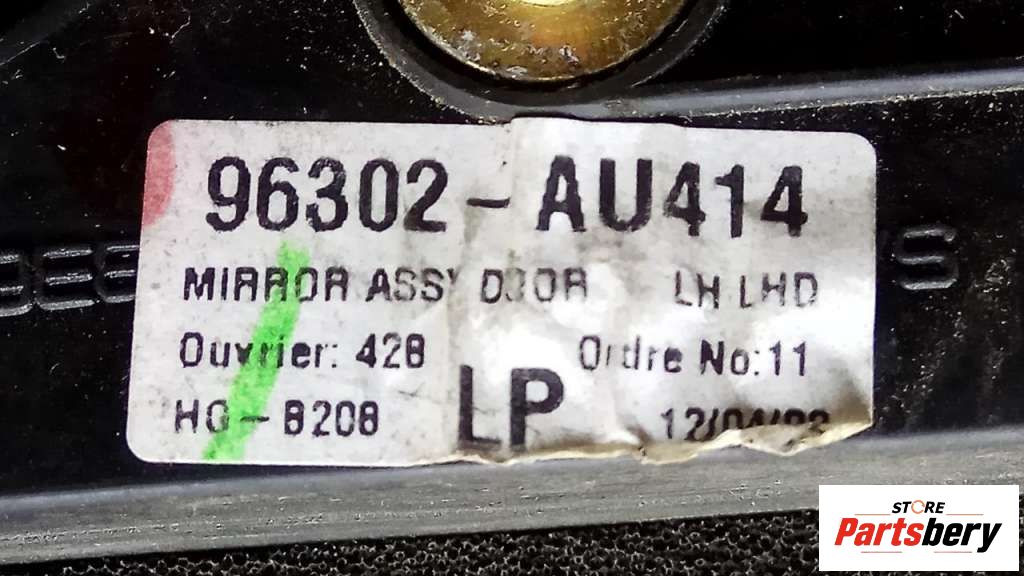 96302-AU414
MIRROR ASSY DOOR LH LHD
Ouvrier: 428 Ordre No:11
HG-8208 LP
STORE
Partsbery